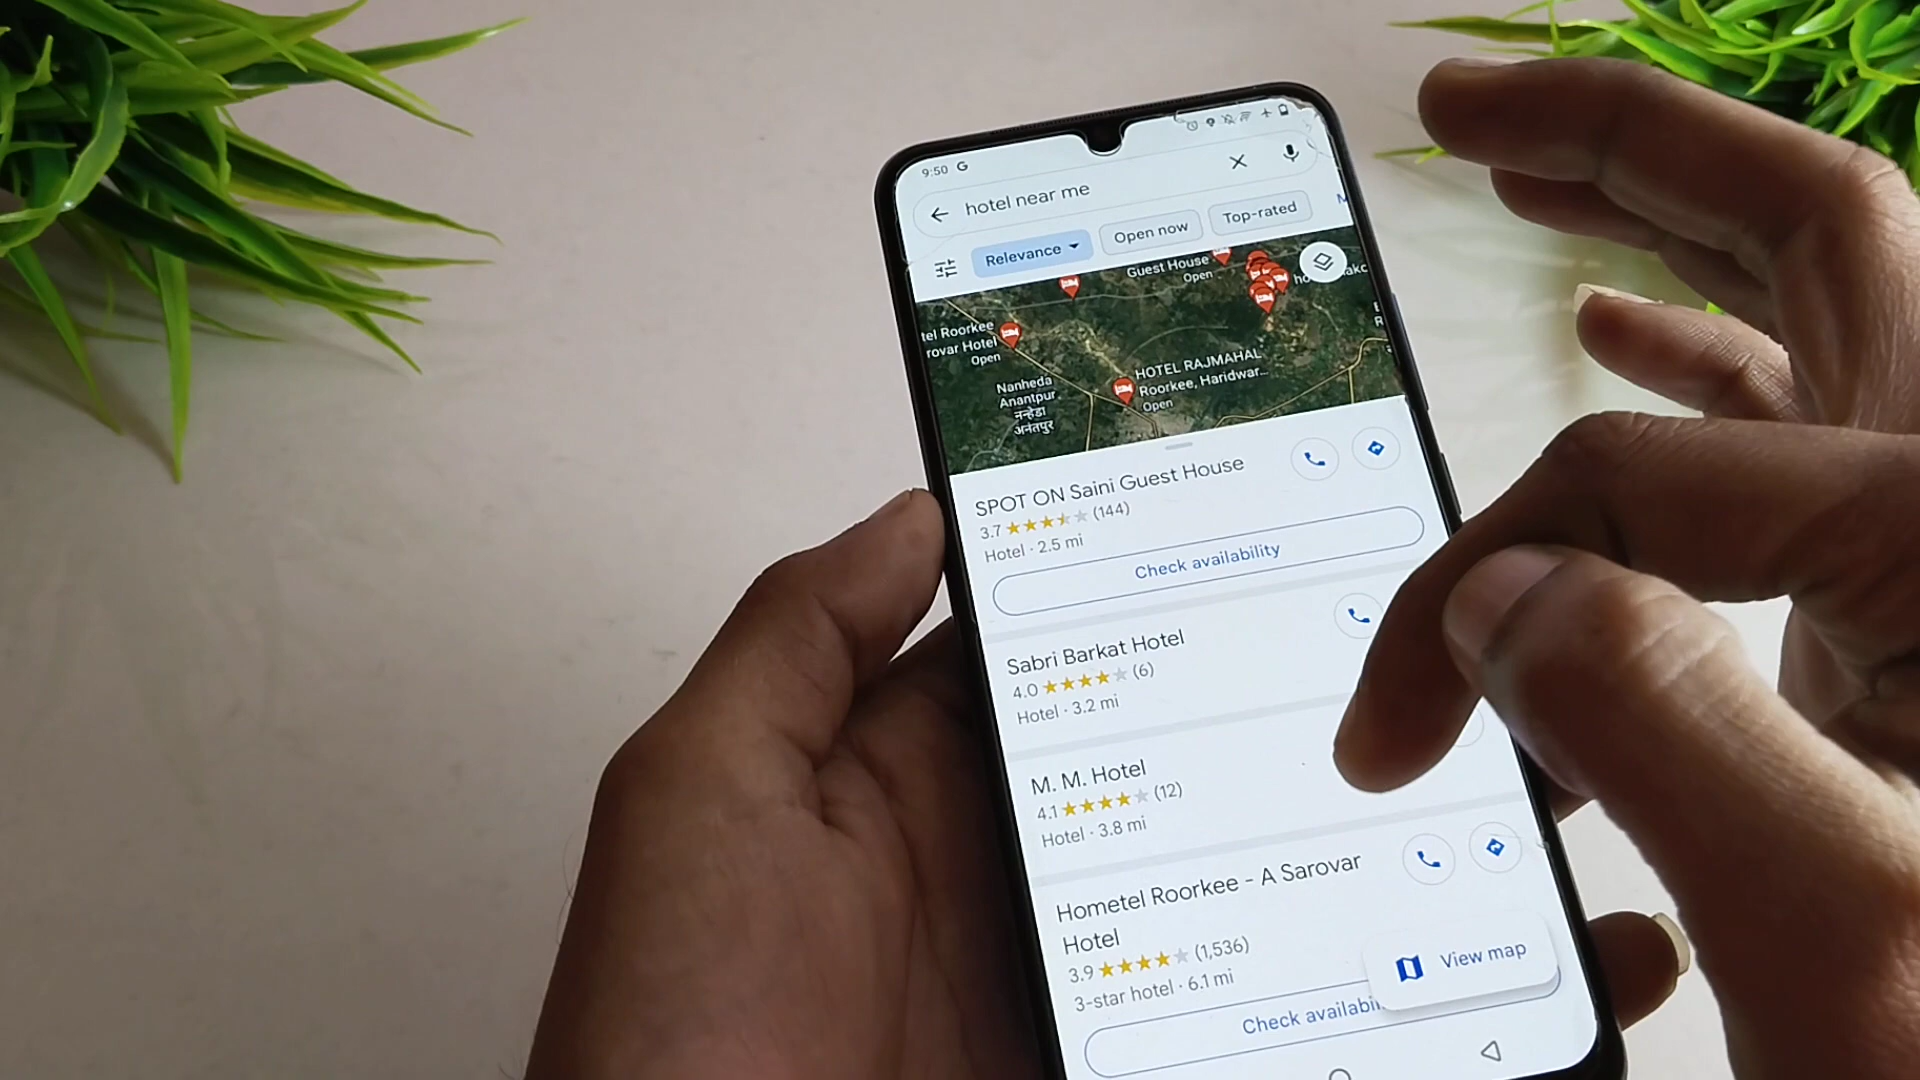 9:50 G
hotel near me
Relevance
Open now
Top-rated
Guest House
Open
tel Roorkee
rovar Hotel
Open
HOTEL RAJMAHAL
Roorkee, Haridwar...
Open
Nanheda
Anantpur
नन्हेडा
अनंतपुर
SPOT ON Saini Guest House
3.7 (144)
Hotel · 2.5 mi
Check availability
Sabri Barkat Hotel
4.0 (6)
Hotel · 3.2 mi
M. M. Hotel
4.1 (12)
Hotel · 3.8 mi
Hometel Roorkee - A Sarovar
Hotel
3.9 (1,536)
3-star hotel · 6.1 mi
View map
Check availabil